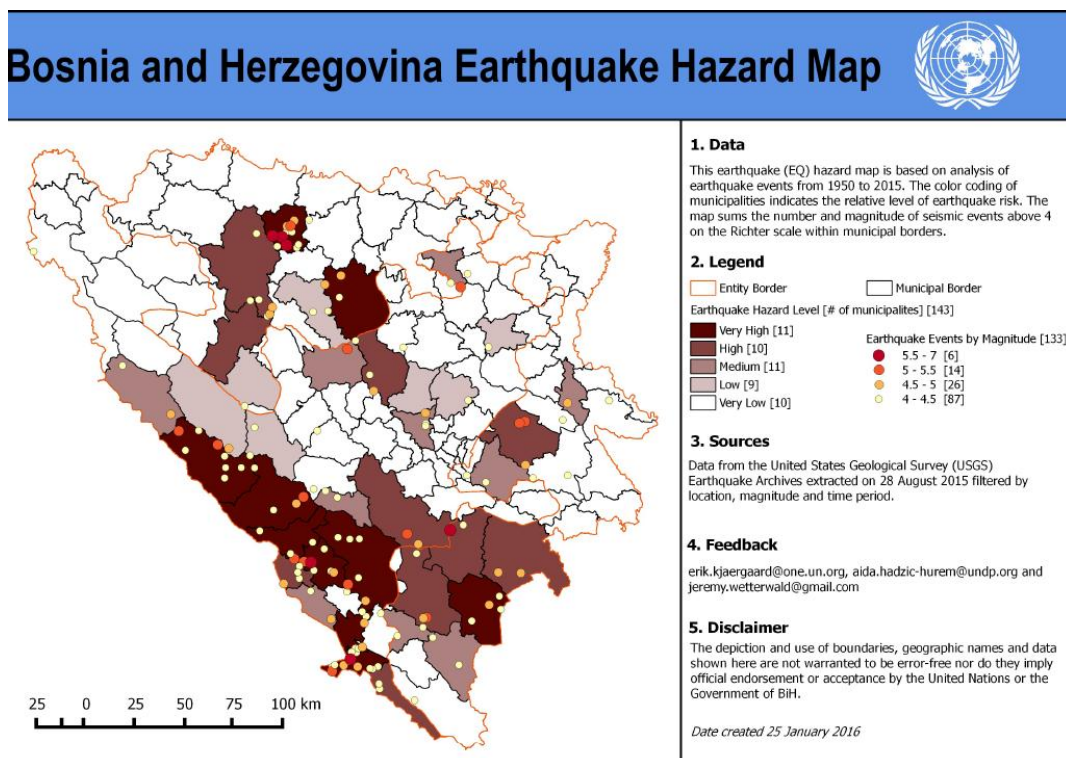 Bosnia and Herzegovina Earthquake Hazard Map
1. Data
This earthquake (EQ) hazard map is based on analysis of
earthquake events from 1950 to 2015. The color coding of
municipalities indicates the relative level of earthquake risk. The
map sums the number and magnitude of seismic events above 4
on the Richter scale within municipal borders.
2. Legend
Entity Border
Municipal Border
Earthquake Hazard Level [# of municipalites] [143]
Very High [11]
High [10]
Medium [11]
Low [9]
Very Low [10]
Earthquake Events by Magnitude [133]
5.5 - 7 [6]
5 - 5.5 [14]
4.5 - 5 [26]
4 - 4.5 [87]
3. Sources
Data from the United States Geological Survey (USGS)
Earthquake Archives extracted on 28 August 2015 filtered by
location, magnitude and time period.
4. Feedback
erik.kjaergaard@one.un.org, aida.hadzic-hurem@undp.org and
jeremy.wetterwald@gmail.com
5. Disclaimer
The depiction and use of boundaries, geographic names and data
shown here are not warranted to be error-free nor do they imply
official endorsement or acceptance by the United Nations or the
Government of BiH.
Date created 25 January 2016
25 0 25 50 75 100 km